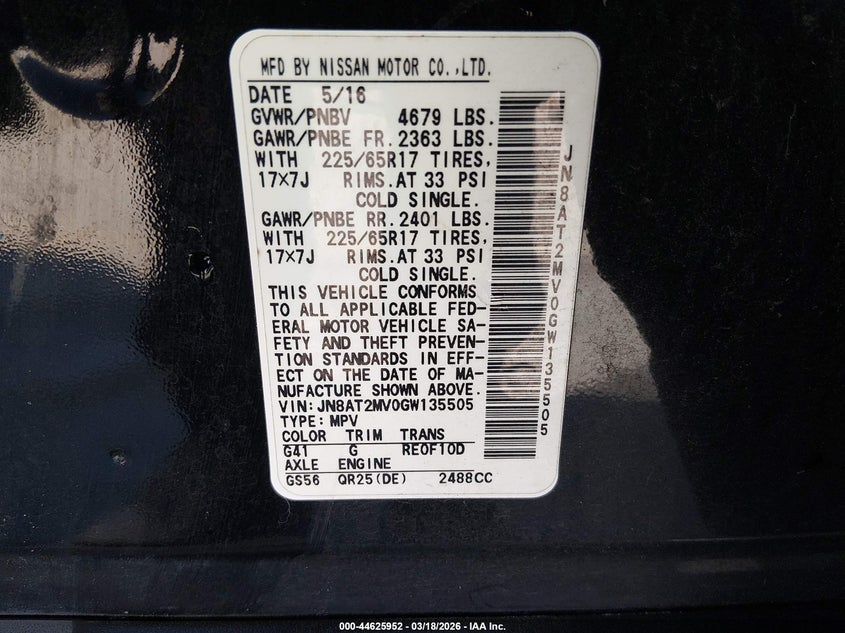 MFD BY NISSAN MOTOR CO.,LTD.
DATE 5/16
GVWR/PNBV 4679 LBS.
GAWR/PNBE FR. 2363 LBS.
WITH 225/65R17 TIRES,
17×7J RIMS.AT 33 PSI
COLD SINGLE.
GAWR/PNBE RR. 2401 LBS.
WITH 225/65R17 TIRES,
17×7J RIMS.AT 33 PSI
COLD SINGLE.
THIS VEHICLE CONFORMS
TO ALL APPLICABLE FED-
ERAL MOTOR VEHICLE SA-
FETY AND THEFT PREVEN-
TION STANDARDS IN EFF-
ECT ON THE DATE OF MA-
NUFACTURE SHOWN ABOVE.
VIN:JN8AT2MV0GW135505
TYPE:MPV
COLOR TRIM TRANS
G41 G RE0F10D
AXLE ENGINE
GS56 QR25(DE) 2488CC
JN8AT2MV0GW135505
000-44625952 — 03/18/2026 - IAA Inc.